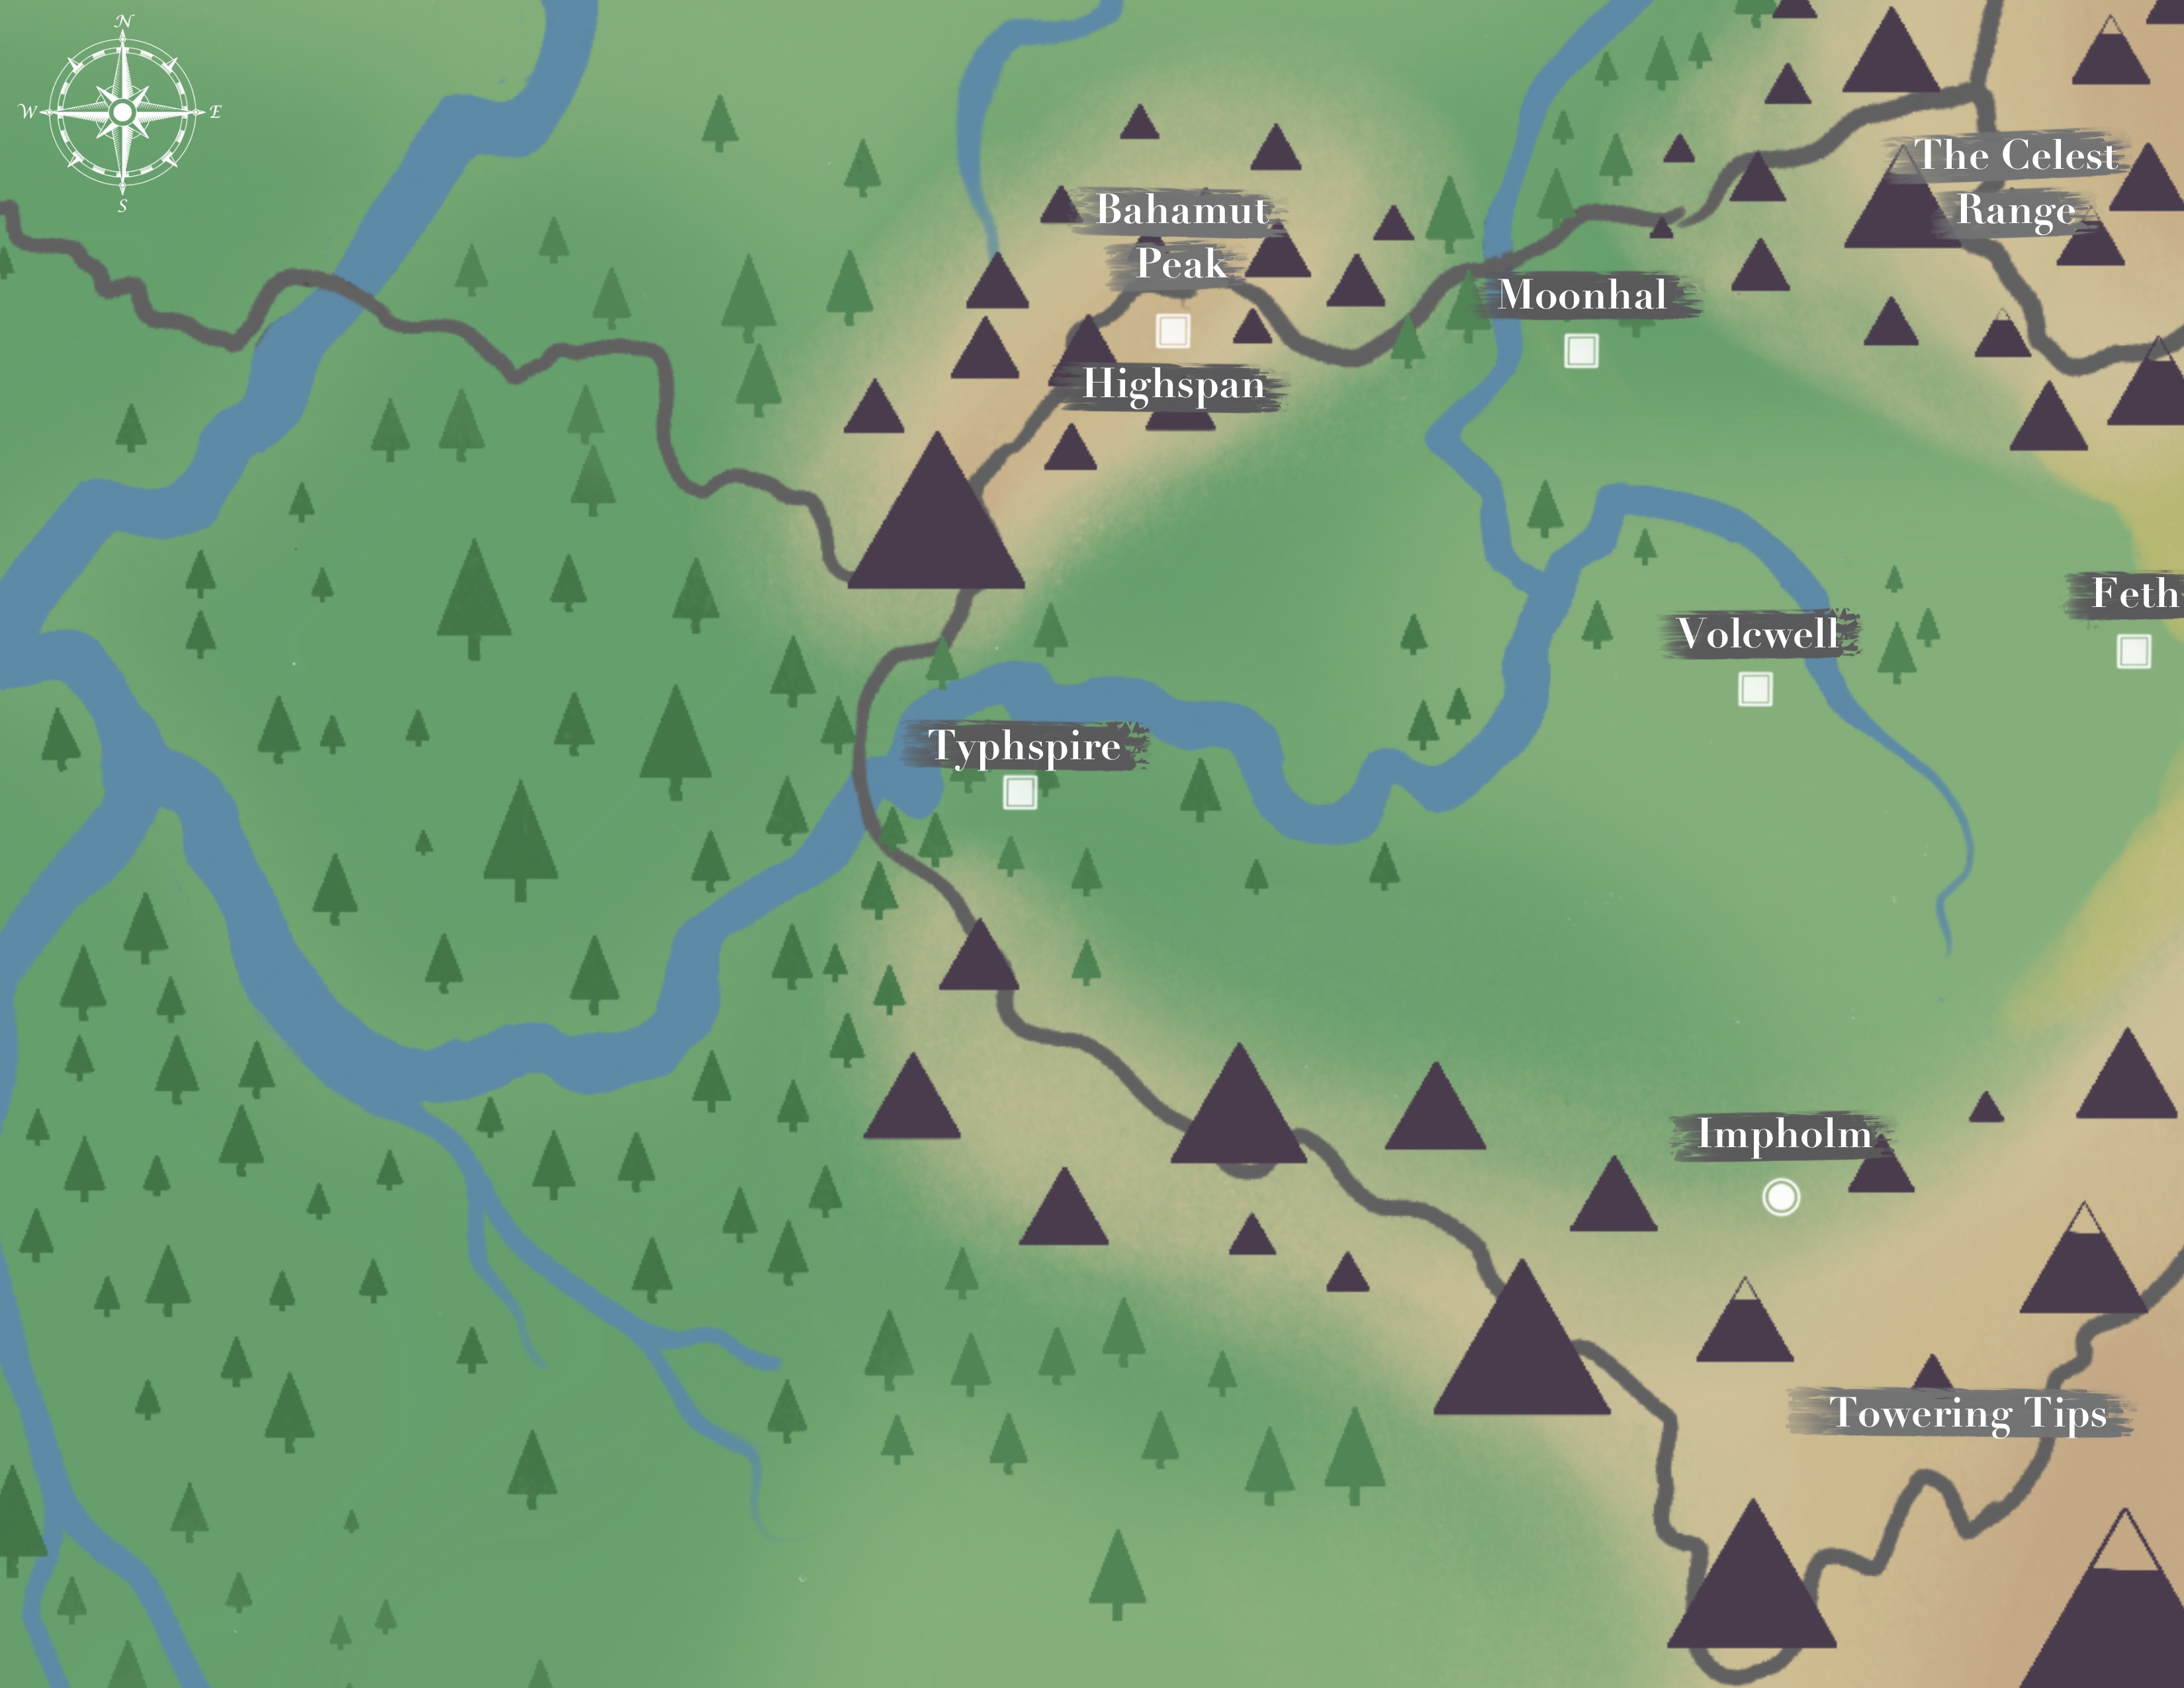 N
W E
S
The Celest
Range
Bahamut
Peak
Moonhal
Highspan
Feth
Volcwell
Typhspire
Impholm
Towering Tips